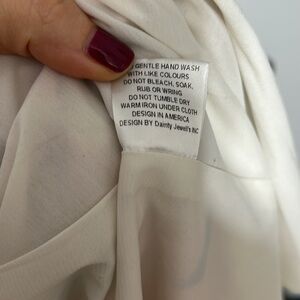 GENTLE HAND WASH
WITH LIKE COLOURS
DO NOT BLEACH, SOAK,
RUB OR WRING
DO NOT TUMBLE DRY
WARM IRON UNDER CLOTH
DESIGN IN AMERICA
DESIGN BY Dainty Jewell's INC